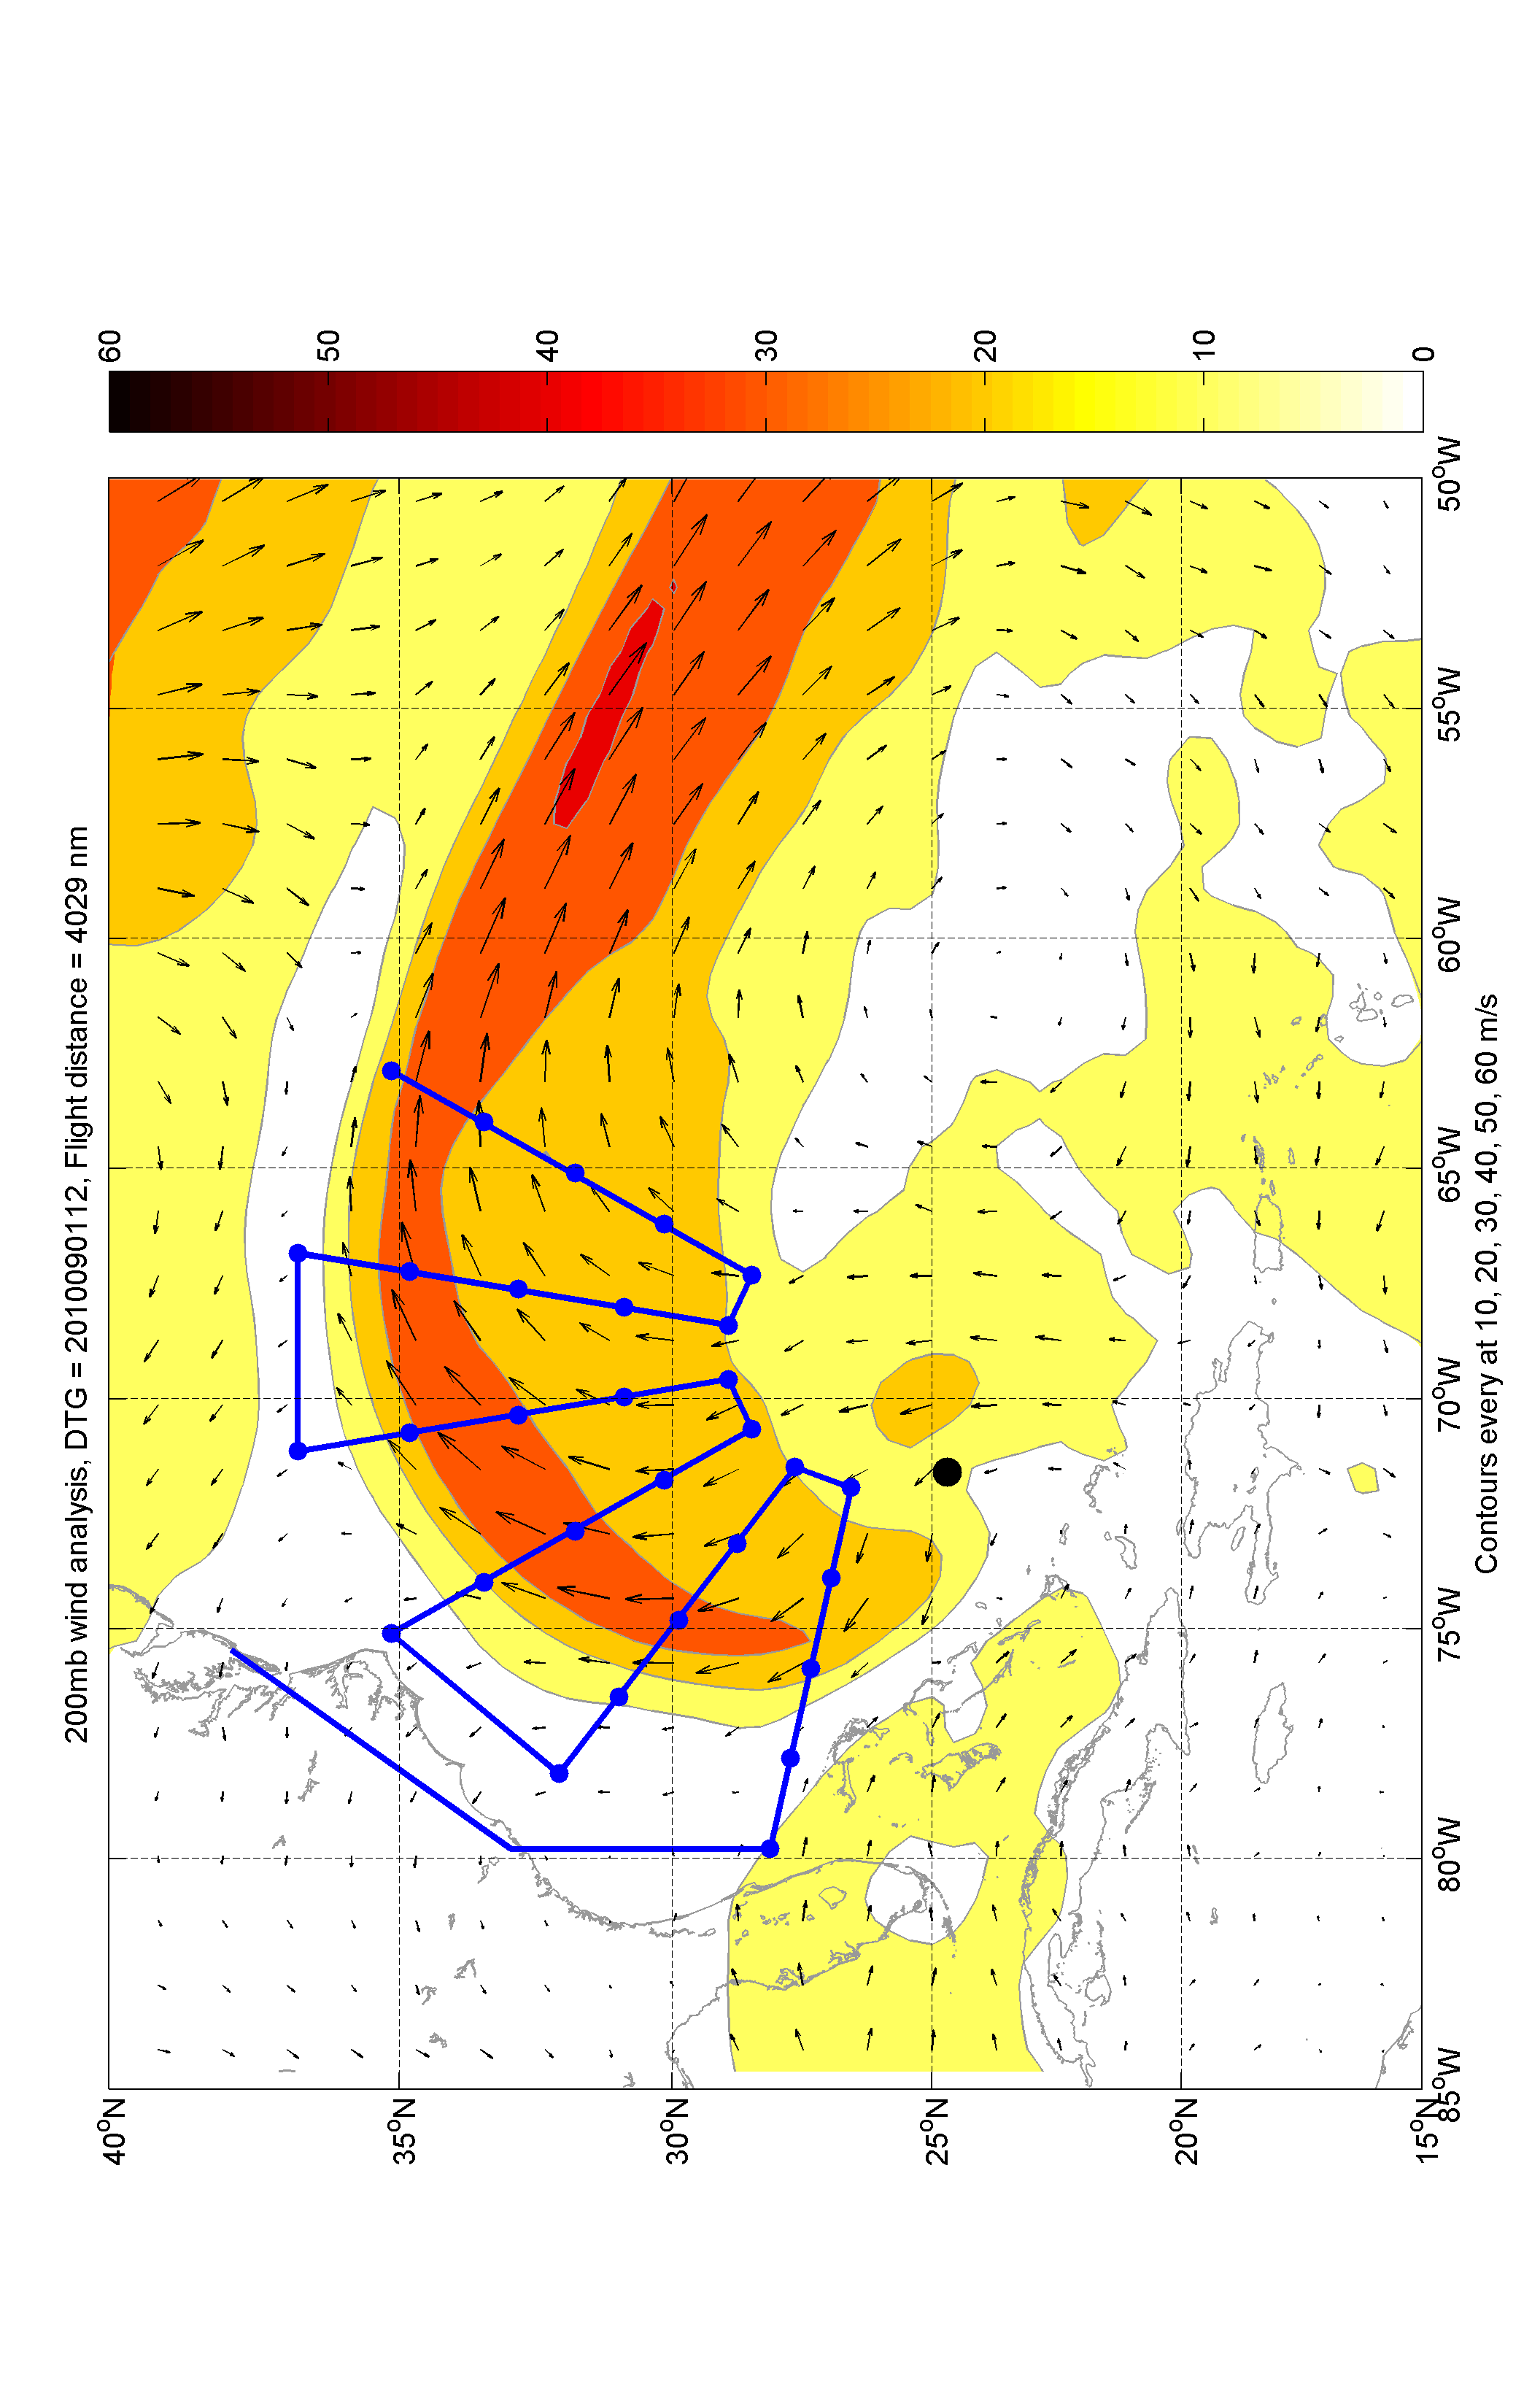 200mb wind analysis, DTG = 2010090112, Flight distance = 4029 nm
40°N
35°N
30°N
25°N
20°N
15°N
85°W
80°W
75°W
70°W
65°W
60°W
55°W
50°W
60
50
40
30
20
10
0
Contours every at 10, 20, 30, 40, 50, 60 m/s